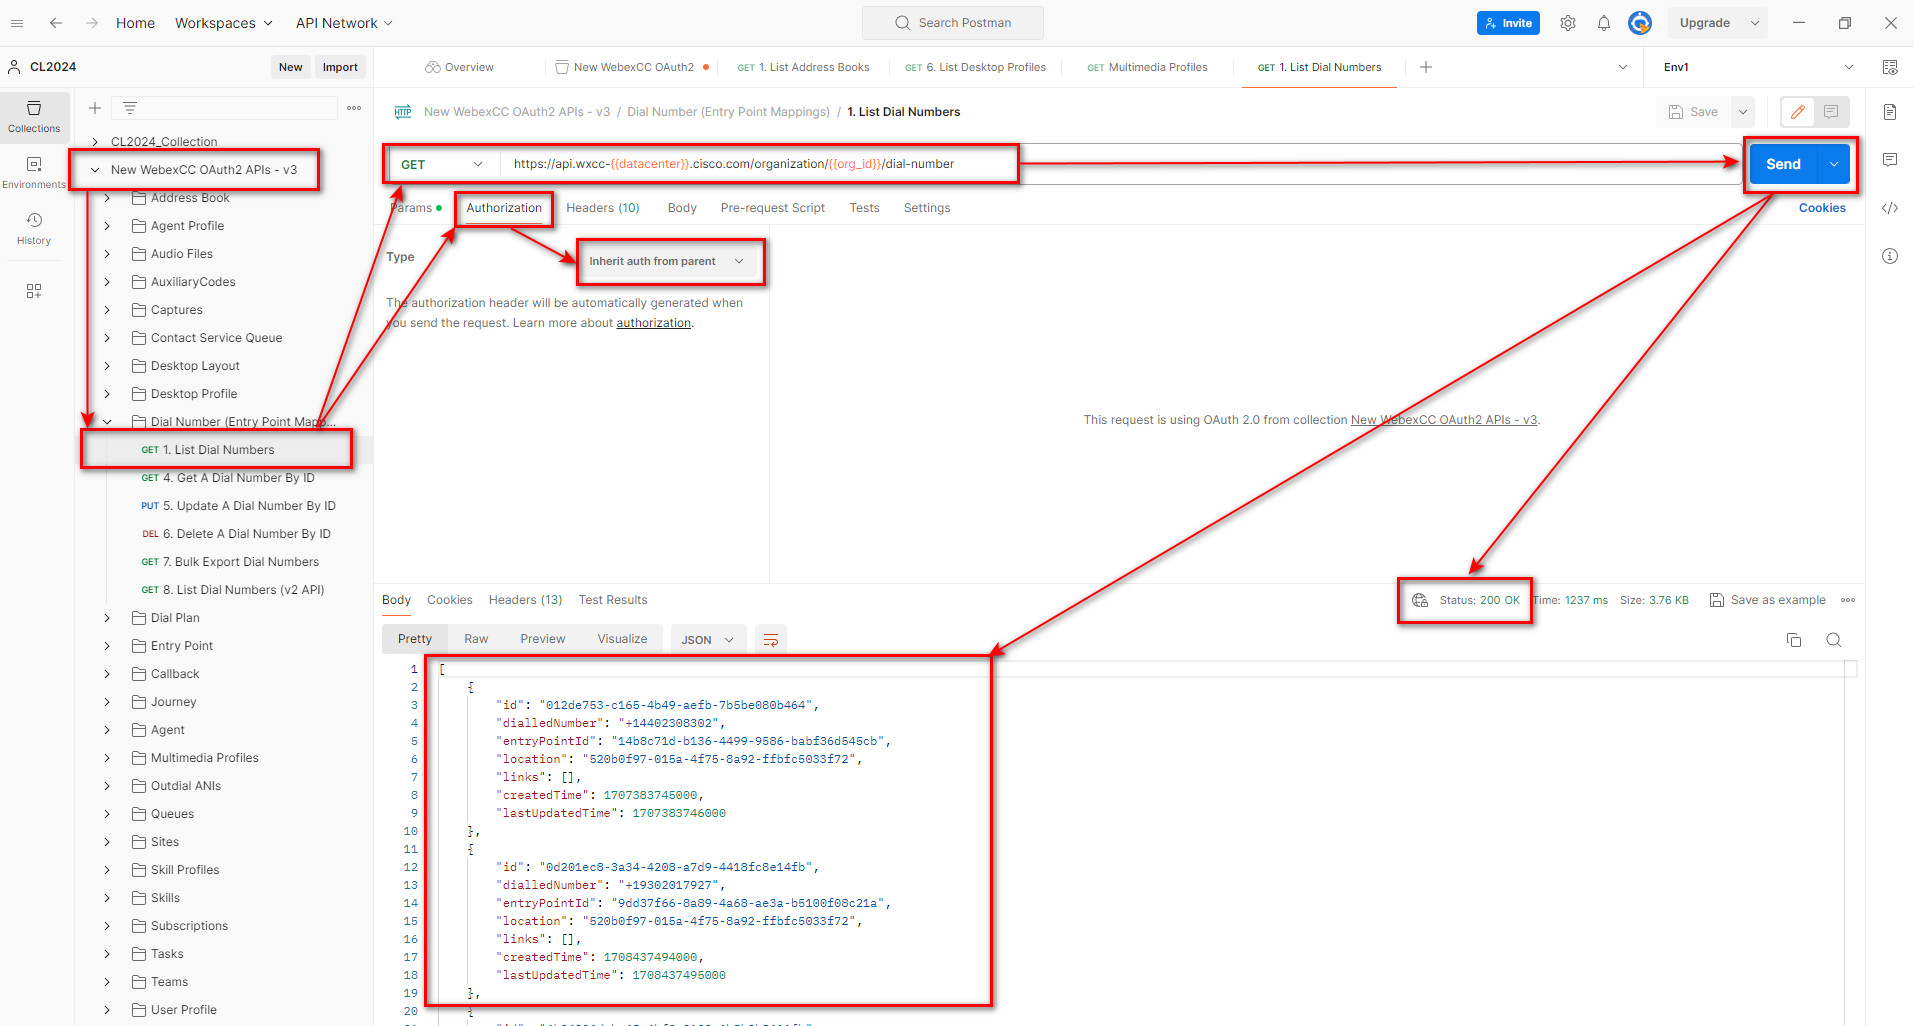 Home
Workspaces
API Network
Search Postman
Invite
Upgrade
CL2024
New
Import
Overview
New WebexCC OAuth2
GET 1. List Address Books
GET 6. List Desktop Profiles
GET Multimedia Profiles
GET 1. List Dial Numbers
Env1
Collections
Environments
History
CL2024_Collection
New WebexCC OAuth2 APIs - v3
Address Book
Agent Profile
Audio Files
AuxiliaryCodes
Captures
Contact Service Queue
Desktop Layout
Desktop Profile
Dial Number (Entry Point Mapp...
GET 1. List Dial Numbers
GET 4. Get A Dial Number By ID
PUT 5. Update A Dial Number By ID
DEL 6. Delete A Dial Number By ID
GET 7. Bulk Export Dial Numbers
GET 8. List Dial Numbers (v2 API)
Dial Plan
Entry Point
Callback
Journey
Agent
Multimedia Profiles
Outdial ANIs
Queues
Sites
Skill Profiles
Skills
Subscriptions
Tasks
Teams
User Profile
HTTP New WebexCC OAuth2 APIs - v3 / Dial Number (Entry Point Mappings) / 1. List Dial Numbers
Save
GET
https://api.wxcc-{{datacenter}}.cisco.com/organization/{{org_id}}/dial-number
Send
Params
Authorization
Headers (10)
Body
Pre-request Script
Tests
Settings
Cookies
Type
Inherit auth from parent
The authorization header will be automatically generated when
you send the request. Learn more about authorization.
This request is using OAuth 2.0 from collection New WebexCC OAuth2 APIs - v3.
Body
Cookies
Headers (13)
Test Results
Status: 200 OK
Time: 1237 ms
Size: 3.76 KB
Save as example
Pretty
Raw
Preview
Visualize
JSON
1 [
2 {
3 "id": "012de753-c165-4b49-aefb-7b5be080b464",
4 "dialledNumber": "+14402308302",
5 "entryPointId": "14b8c71d-b136-4499-9586-babf36d545cb",
6 "location": "520b0f97-015a-4f75-8a92-ffbfc5033f72",
7 "links": [],
8 "createdTime": 1707383745000,
9 "lastUpdatedTime": 1707383746000
10 },
11 {
12 "id": "0d201ec8-3a34-4208-a7d9-4418fc8e14fb",
13 "dialledNumber": "+19302017927",
14 "entryPointId": "9dd37f66-8a89-4a68-ae3a-b5100f08c21a",
15 "location": "520b0f97-015a-4f75-8a92-ffbfc5033f72",
16 "links": [],
17 "createdTime": 1708437494000,
18 "lastUpdatedTime": 1708437495000
19 },
20 {